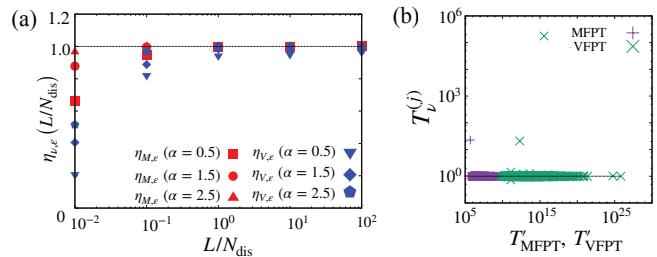 (a)
η_{ν,ε} (L/N_dis)
1.0
0
η_{M,ε} (α = 0.5)
η_{M,ε} (α = 1.5)
η_{M,ε} (α = 2.5)
η_{V,ε} (α = 0.5)
η_{V,ε} (α = 1.5)
η_{V,ε} (α = 2.5)
10^{-2} 10^{-1} 10^0 10^1 10^2
L/N_dis
(b)
T_ν^{(j)}
10^6
10^4
10^2
10^0
MFPT
VFPT
10^5 10^{15} 10^{25}
T'_MFPT, T'_VFPT